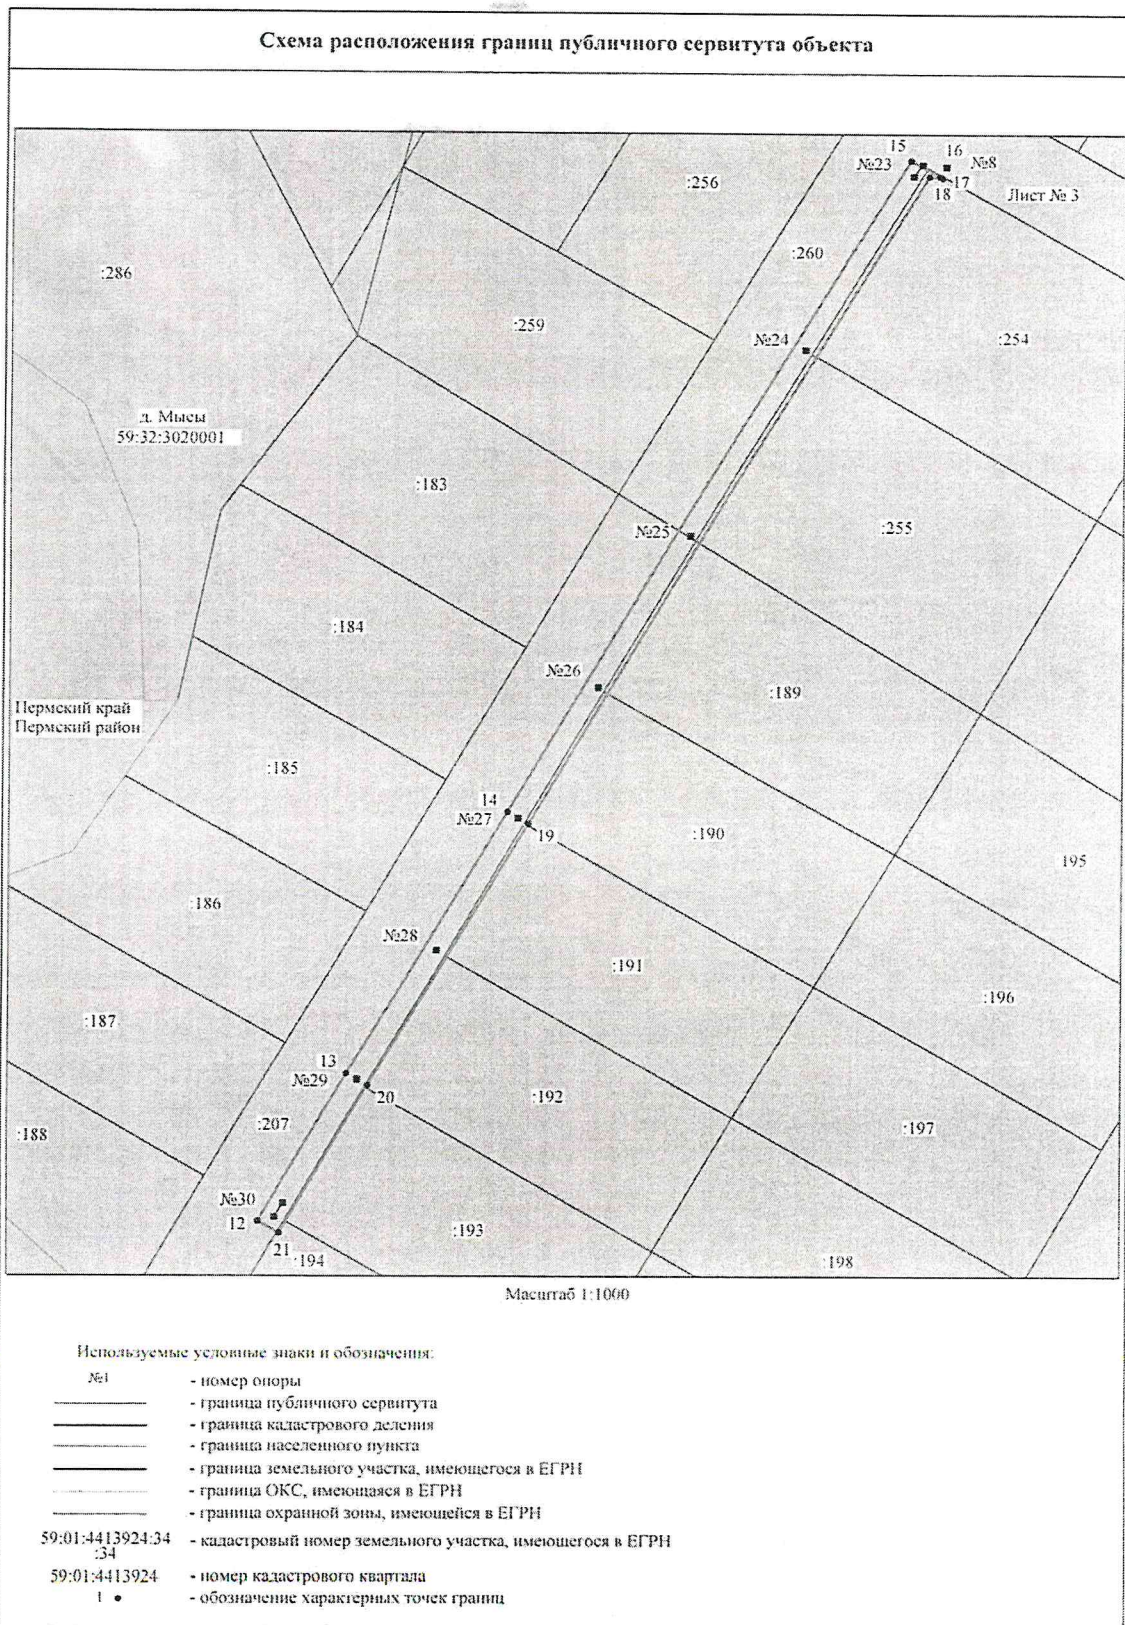 Схема расположения границ публичного сервитута объекта
15
16
№23
№8
:256
17
18
Лист № 3
:260
:286
:259
№24
:254
д. Мысы
59:32:3020001
:183
№25
:255
:184
№26
:189
Пермский край
Пермский район
:185
14
№27
19
:190
195
:186
№28
:191
:196
:187
13
№29
20
:192
:207
:197
:188
№30
12
:193
21
:194
:198
Масштаб 1:1000
Используемые условные знаки и обозначения:
№1 - номер опоры
- граница публичного сервитута
- граница кадастрового деления
- граница населенного пункта
- граница земельного участка, имеющегося в ЕГРН
- граница ОКС, имеющаяся в ЕГРН
- граница охранной зоны, имеющейся в ЕГРН
59:01:4413924:34 - кадастровый номер земельного участка, имеющегося в ЕГРН
:34
59:01:4413924 - номер кадастрового квартала
1 - обозначение характерных точек границ